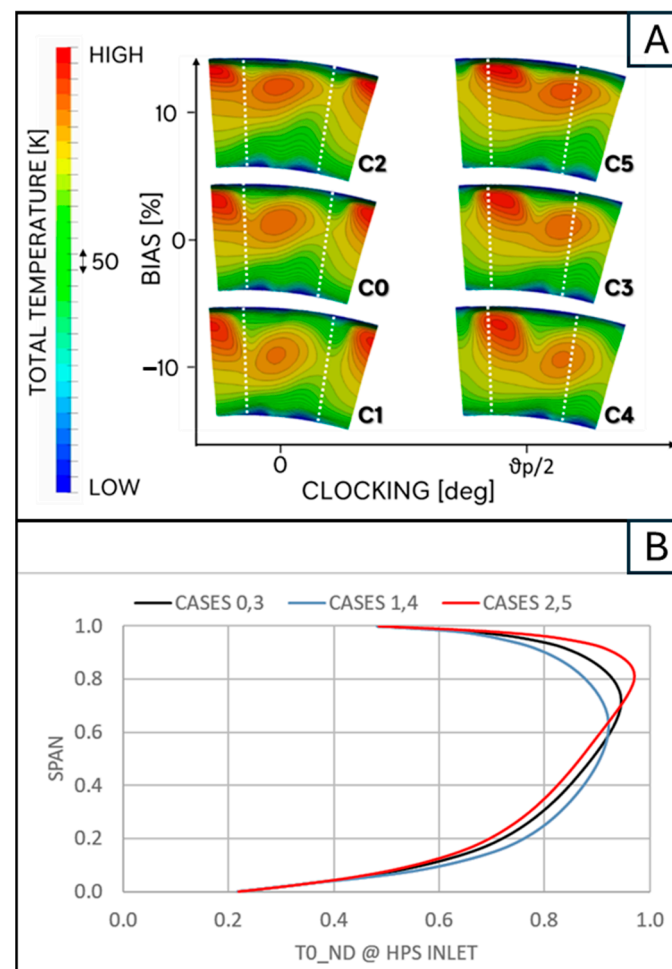 A
TOTAL TEMPERATURE [K]
HIGH
50
LOW
BIAS [%]
10
0
−10
C2
C5
C0
C3
C1
C4
0
ϑp/2
CLOCKING [deg]
B
CASES 0,3 CASES 1,4 CASES 2,5
SPAN
1.0
0.8
0.6
0.4
0.2
0.0
0.0 0.2 0.4 0.6 0.8 1.0
T0_ND @ HPS INLET